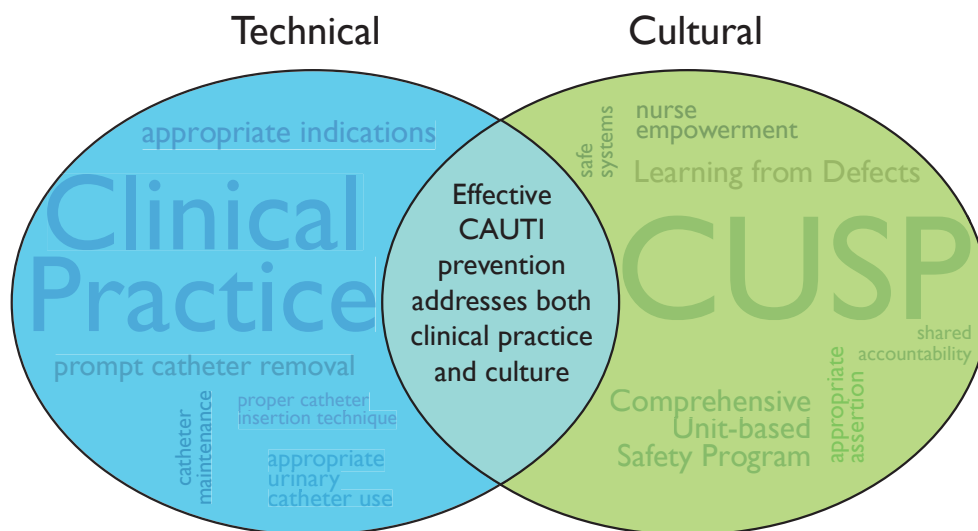 Technical
Cultural
appropriate indications
Clinical
Practice
prompt catheter removal
catheter
maintenance
proper catheter
insertion technique
appropriate
urinary
catheter use
Effective
CAUTI
prevention
addresses both
clinical practice
and culture
safe
systems
nurse
empowerment
Learning from Defects
CUSP
shared
accountability
Comprehensive
Unit-based
Safety Program
appropriate
assertion